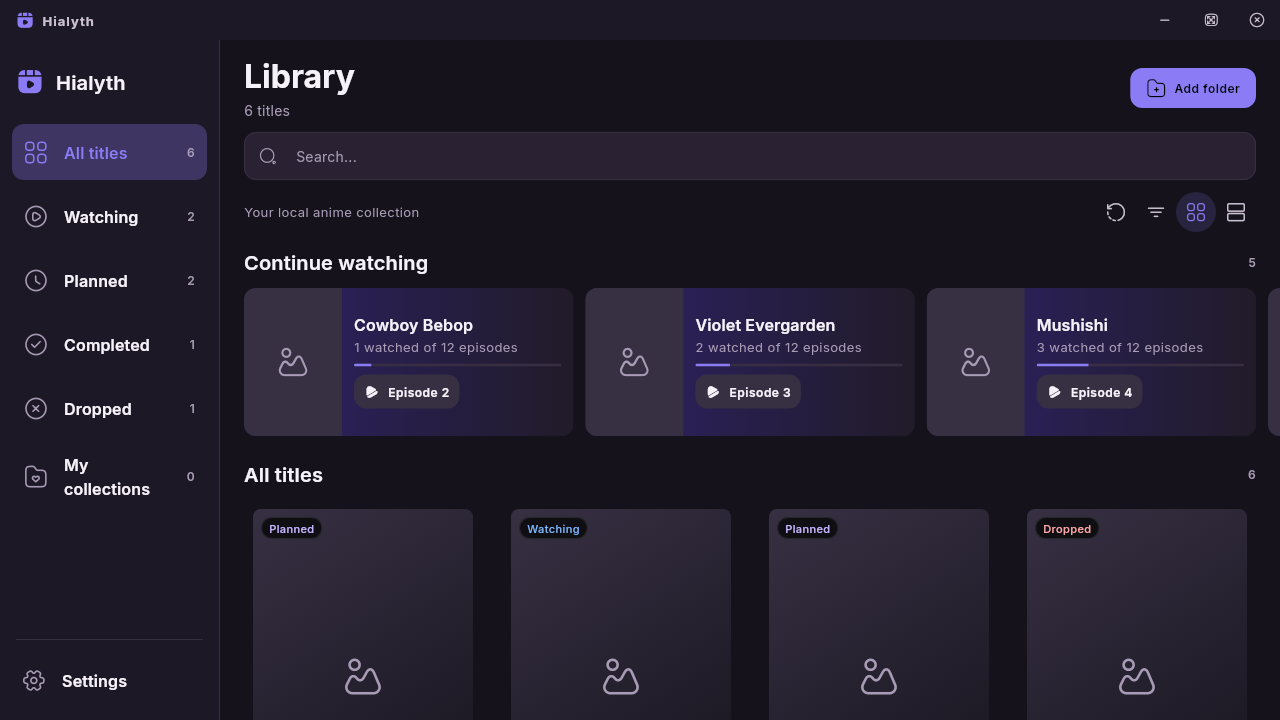 Hialyth
Hialyth
All titles 6
Watching 2
Planned 2
Completed 1
Dropped 1
My
collections 0
Settings
Library
6 titles
Add folder
Search...
Your local anime collection
Continue watching 5
Cowboy Bebop
1 watched of 12 episodes
Episode 2
Violet Evergarden
2 watched of 12 episodes
Episode 3
Mushishi
3 watched of 12 episodes
Episode 4
All titles 6
Planned
Watching
Planned
Dropped